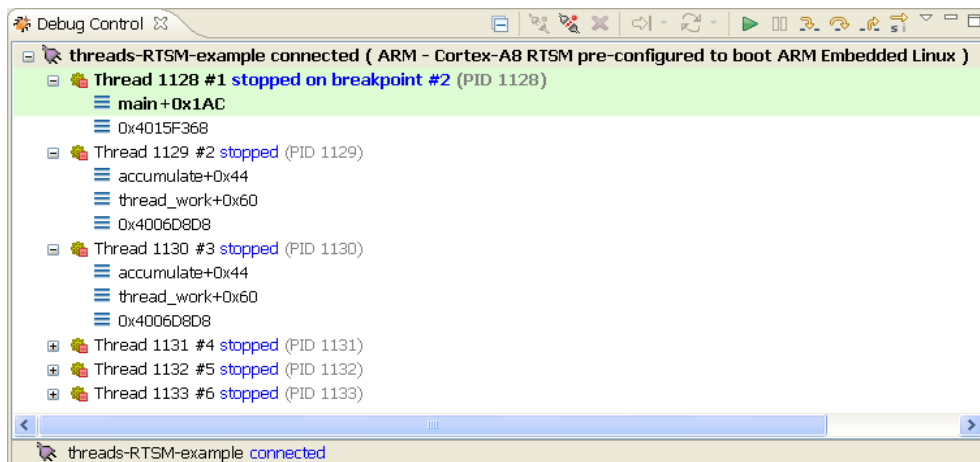 Debug Control
threads-RTSM-example connected ( ARM - Cortex-A8 RTSM pre-configured to boot ARM Embedded Linux )
Thread 1128 #1 stopped on breakpoint #2 (PID 1128)
main+0x1AC
0x4015F368
Thread 1129 #2 stopped (PID 1129)
accumulate+0x44
thread_work+0x60
0x4006D8D8
Thread 1130 #3 stopped (PID 1130)
accumulate+0x44
thread_work+0x60
0x4006D8D8
Thread 1131 #4 stopped (PID 1131)
Thread 1132 #5 stopped (PID 1132)
Thread 1133 #6 stopped (PID 1133)
threads-RTSM-example connected